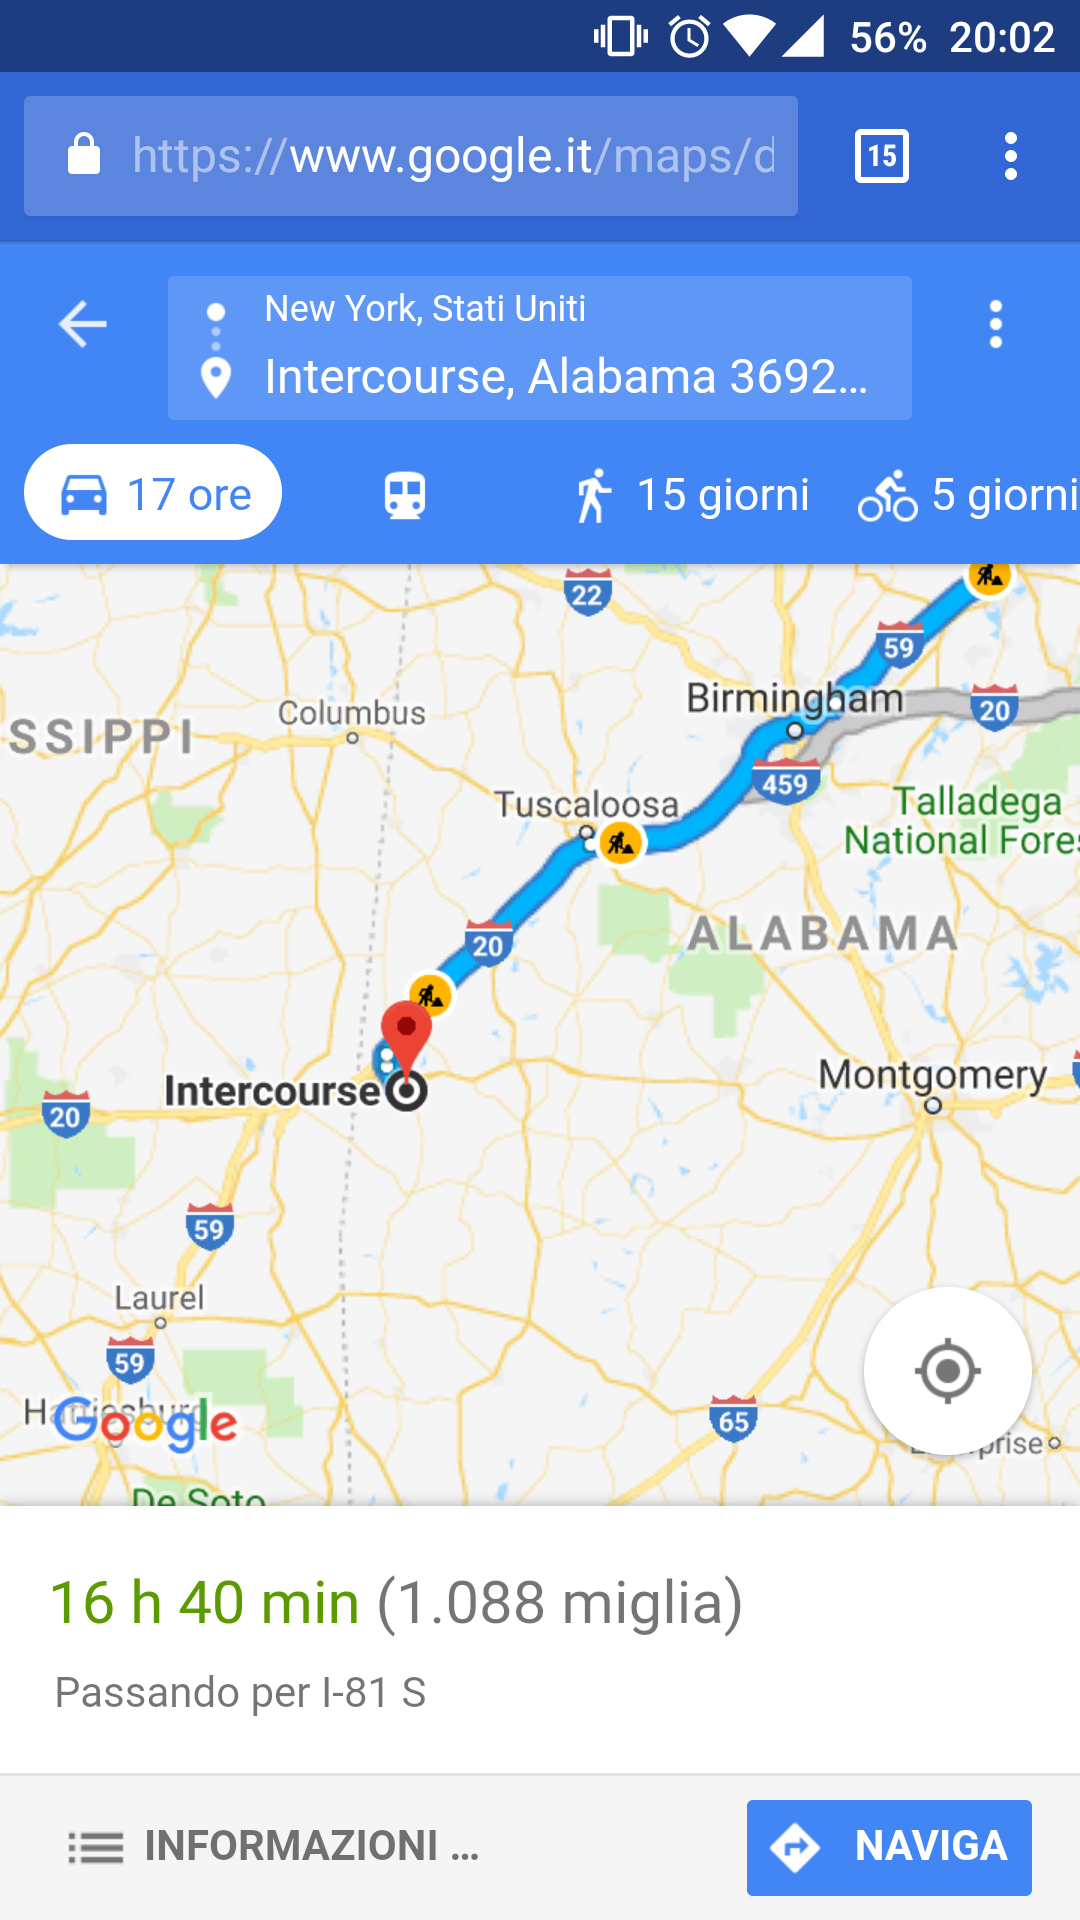 56% 20:02
https://www.google.it/maps/d
15
New York, Stati Uniti
Intercourse, Alabama 3692...
17 ore
15 giorni
5 giorni
22
59
Birmingham
20
Columbus
SSIPPI
459
Tuscaloosa
Talladega
National Fores
ALABAMA
20
Montgomery
Intercourse
20
59
Laurel
59
Hattiesburg
Google
65
prise
De Soto
16 h 40 min (1.088 miglia)
Passando per I-81 S
INFORMAZIONI ...
NAVIGA